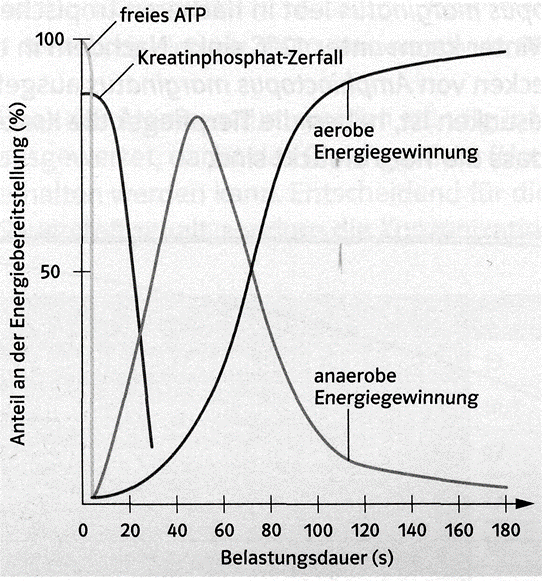 freies ATP
100
Kreatinphosphat-Zerfall
aerobe
Energiegewinnung
50
anaerobe
Energiegewinnung
Anteil an der Energiebereitstellung (%)
0 20 40 60 80 100 120 140 160 180
Belastungsdauer (s)